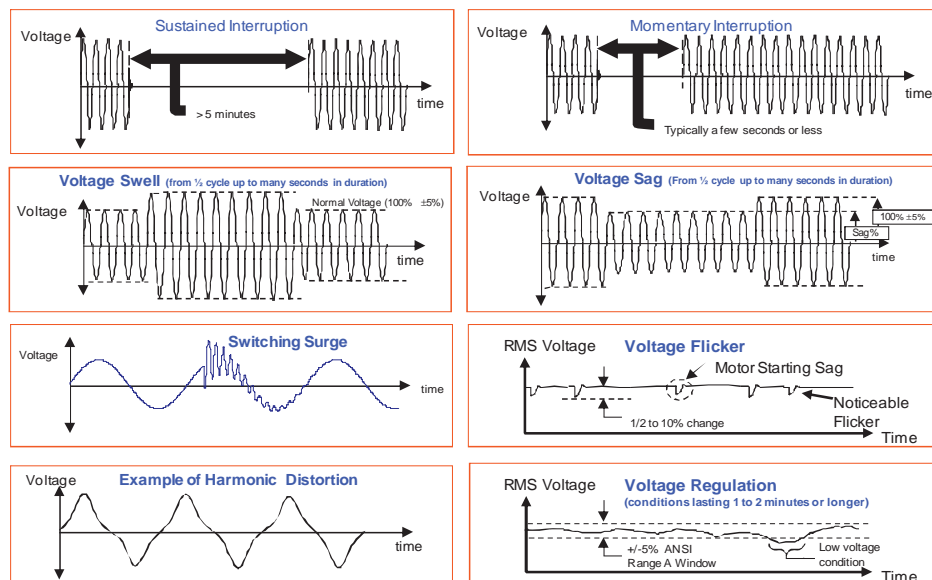 Sustained Interruption
Voltage
time
> 5 minutes
Momentary Interruption
Voltage
time
Typically a few seconds or less
Voltage Swell (from ½ cycle up to many seconds in duration)
Voltage
Normal Voltage (100% ±5%)
time
Voltage Sag (From ½ cycle up to many seconds in duration)
Voltage
100% ±5%
Sag%
time
Switching Surge
Voltage
time
Voltage Flicker
RMS Voltage
Motor Starting Sag
1/2 to 10% change
Noticeable
Flicker
Time
Example of Harmonic Distortion
Voltage
time
Voltage Regulation
(conditions lasting 1 to 2 minutes or longer)
RMS Voltage
+/-5% ANSI
Range A Window
Low voltage
condition
Time